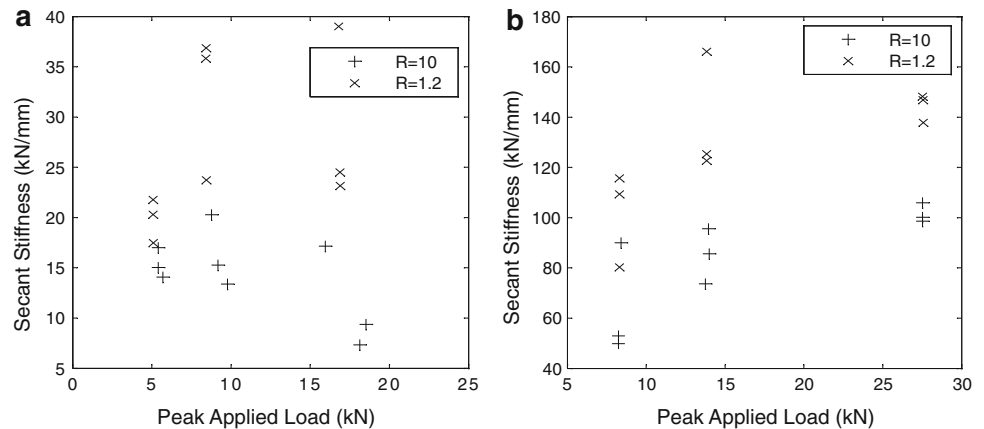 a
40
35
30
25
20
15
10
5
0
5
10
15
20
25
Secant Stiffness (kN/mm)
Peak Applied Load (kN)
R=10
R=1.2
b
180
160
140
120
100
80
60
40
5
10
15
20
25
30
Secant Stiffness (kN/mm)
Peak Applied Load (kN)
R=10
R=1.2